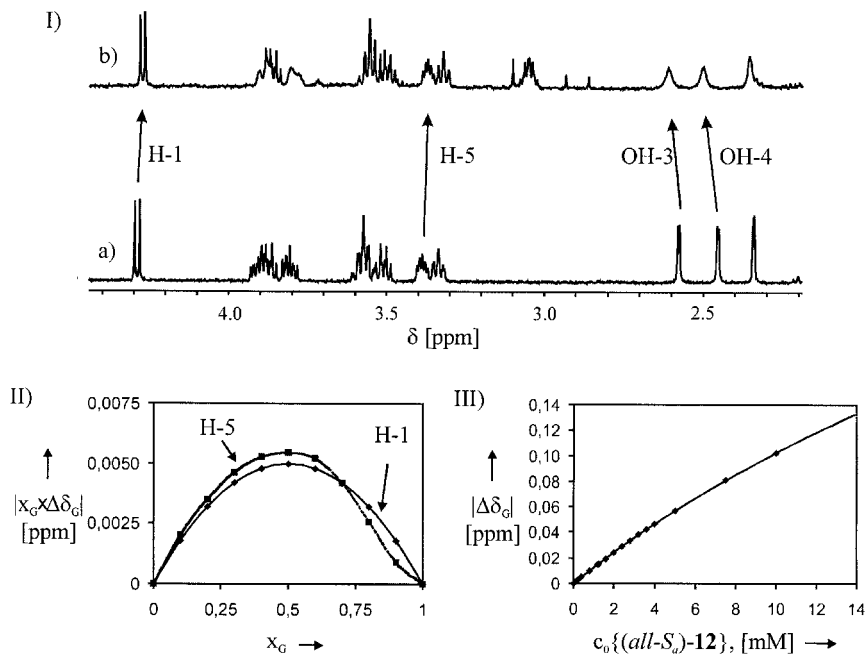 I)
b)
H-1
H-5
OH-3
OH-4
a)
4.0
3.5
3.0
2.5
δ [ppm]
II)
0,0075
0,0050
0,0025
0
|x_G×Δδ_G|
[ppm]
H-5
H-1
0
0,25
0,5
0,75
1
x_G
III)
0,14
0,12
0,10
0,08
0,06
0,04
0,02
0
|Δδ_G|
[ppm]
0
2
4
6
8
10
12
14
c₀{(all-S_a)-12}, [mM]